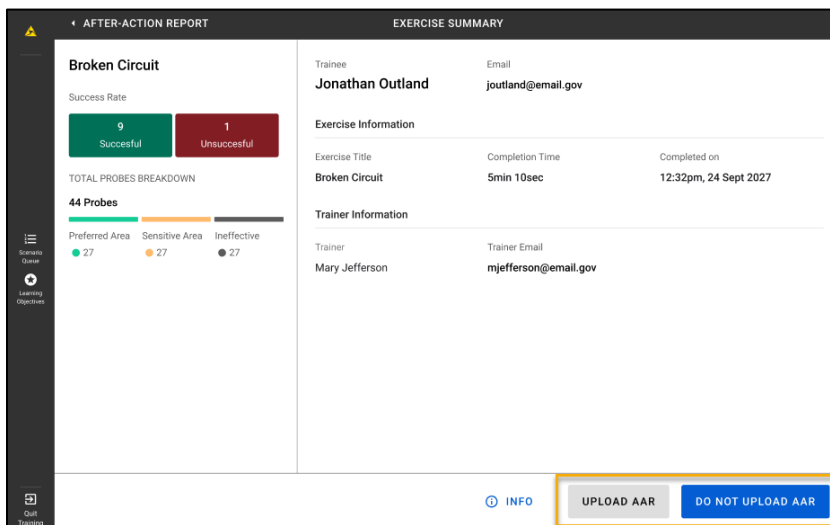 AFTER-ACTION REPORT
EXERCISE SUMMARY
Broken Circuit
Success Rate
9
Succesful
1
Unsuccesful
TOTAL PROBES BREAKDOWN
44 Probes
Preferred Area Sensitive Area Ineffective
27 27 27
Trainee Email
Jonathan Outland joutland@email.gov
Exercise Information
Exercise Title Completion Time Completed on
Broken Circuit 5min 10sec 12:32pm, 24 Sept 2027
Trainer Information
Trainer Trainer Email
Mary Jefferson mjefferson@email.gov
Scenario
Queue
Learning
Objectives
Quit
Training
INFO UPLOAD AAR DO NOT UPLOAD AAR